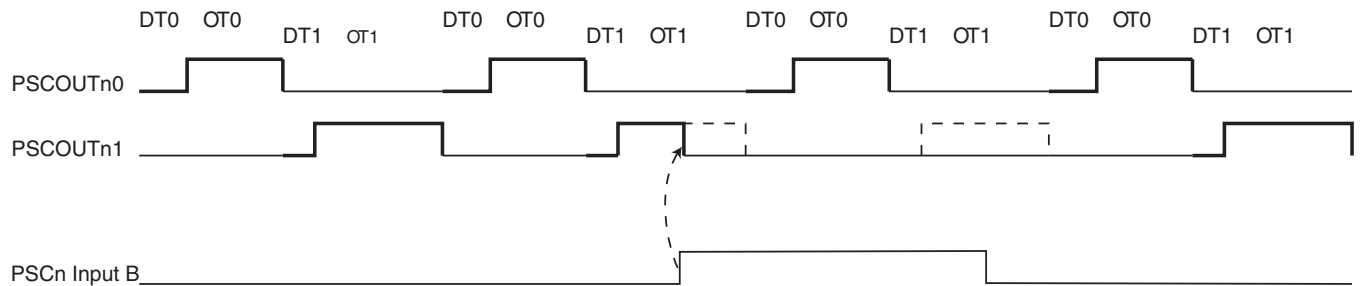 DT0 OT0 DT0 OT0 DT0 OT0 DT0 OT0
DT1 OT1 DT1 OT1 DT1 OT1 DT1 OT1
PSCOUTn0
PSCOUTn1
PSCn Input B